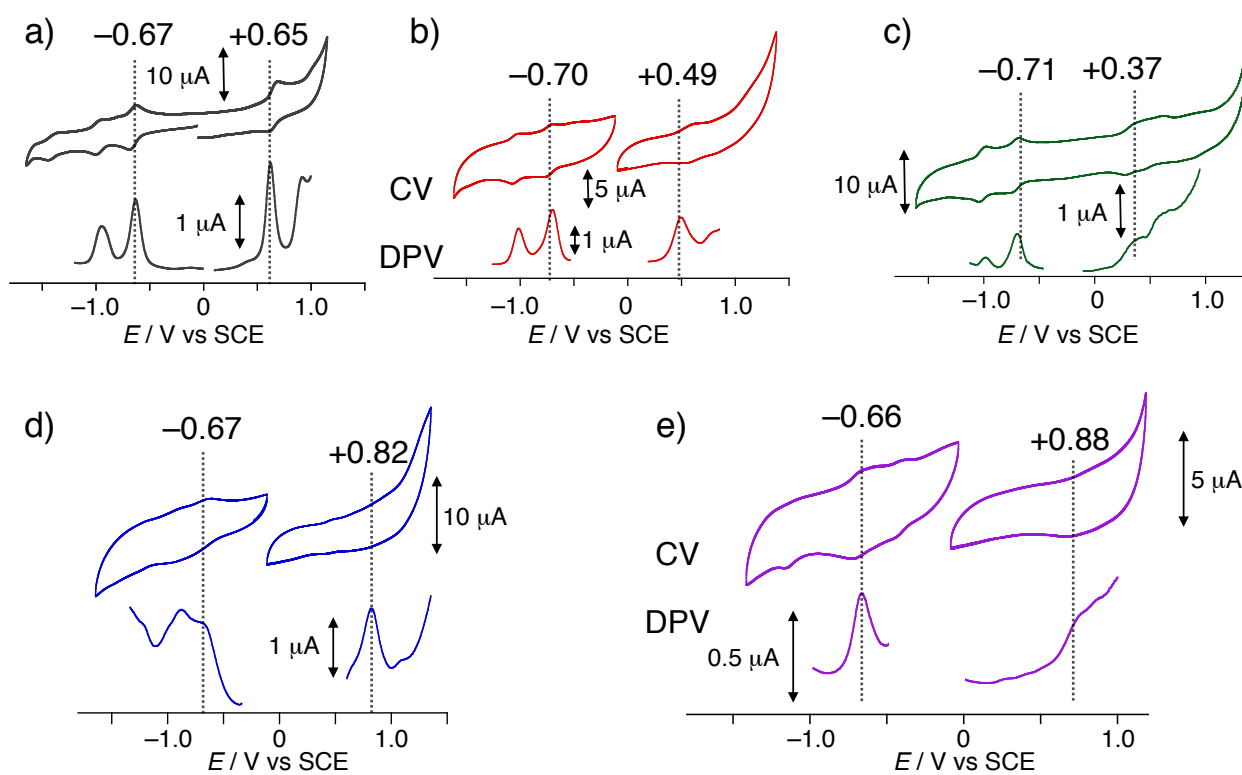 a)
–0.67
+0.65
10 μA
1 μA
–1.0
0
1.0
E / V vs SCE
b)
–0.70
+0.49
CV
5 μA
DPV
1 μA
–1.0
0
1.0
E / V vs SCE
c)
–0.71
+0.37
10 μA
1 μA
–1.0
0
1.0
E / V vs SCE
d)
–0.67
+0.82
10 μA
1 μA
–1.0
0
1.0
E / V vs SCE
e)
–0.66
+0.88
5 μA
CV
DPV
0.5 μA
–1.0
0
1.0
E / V vs SCE